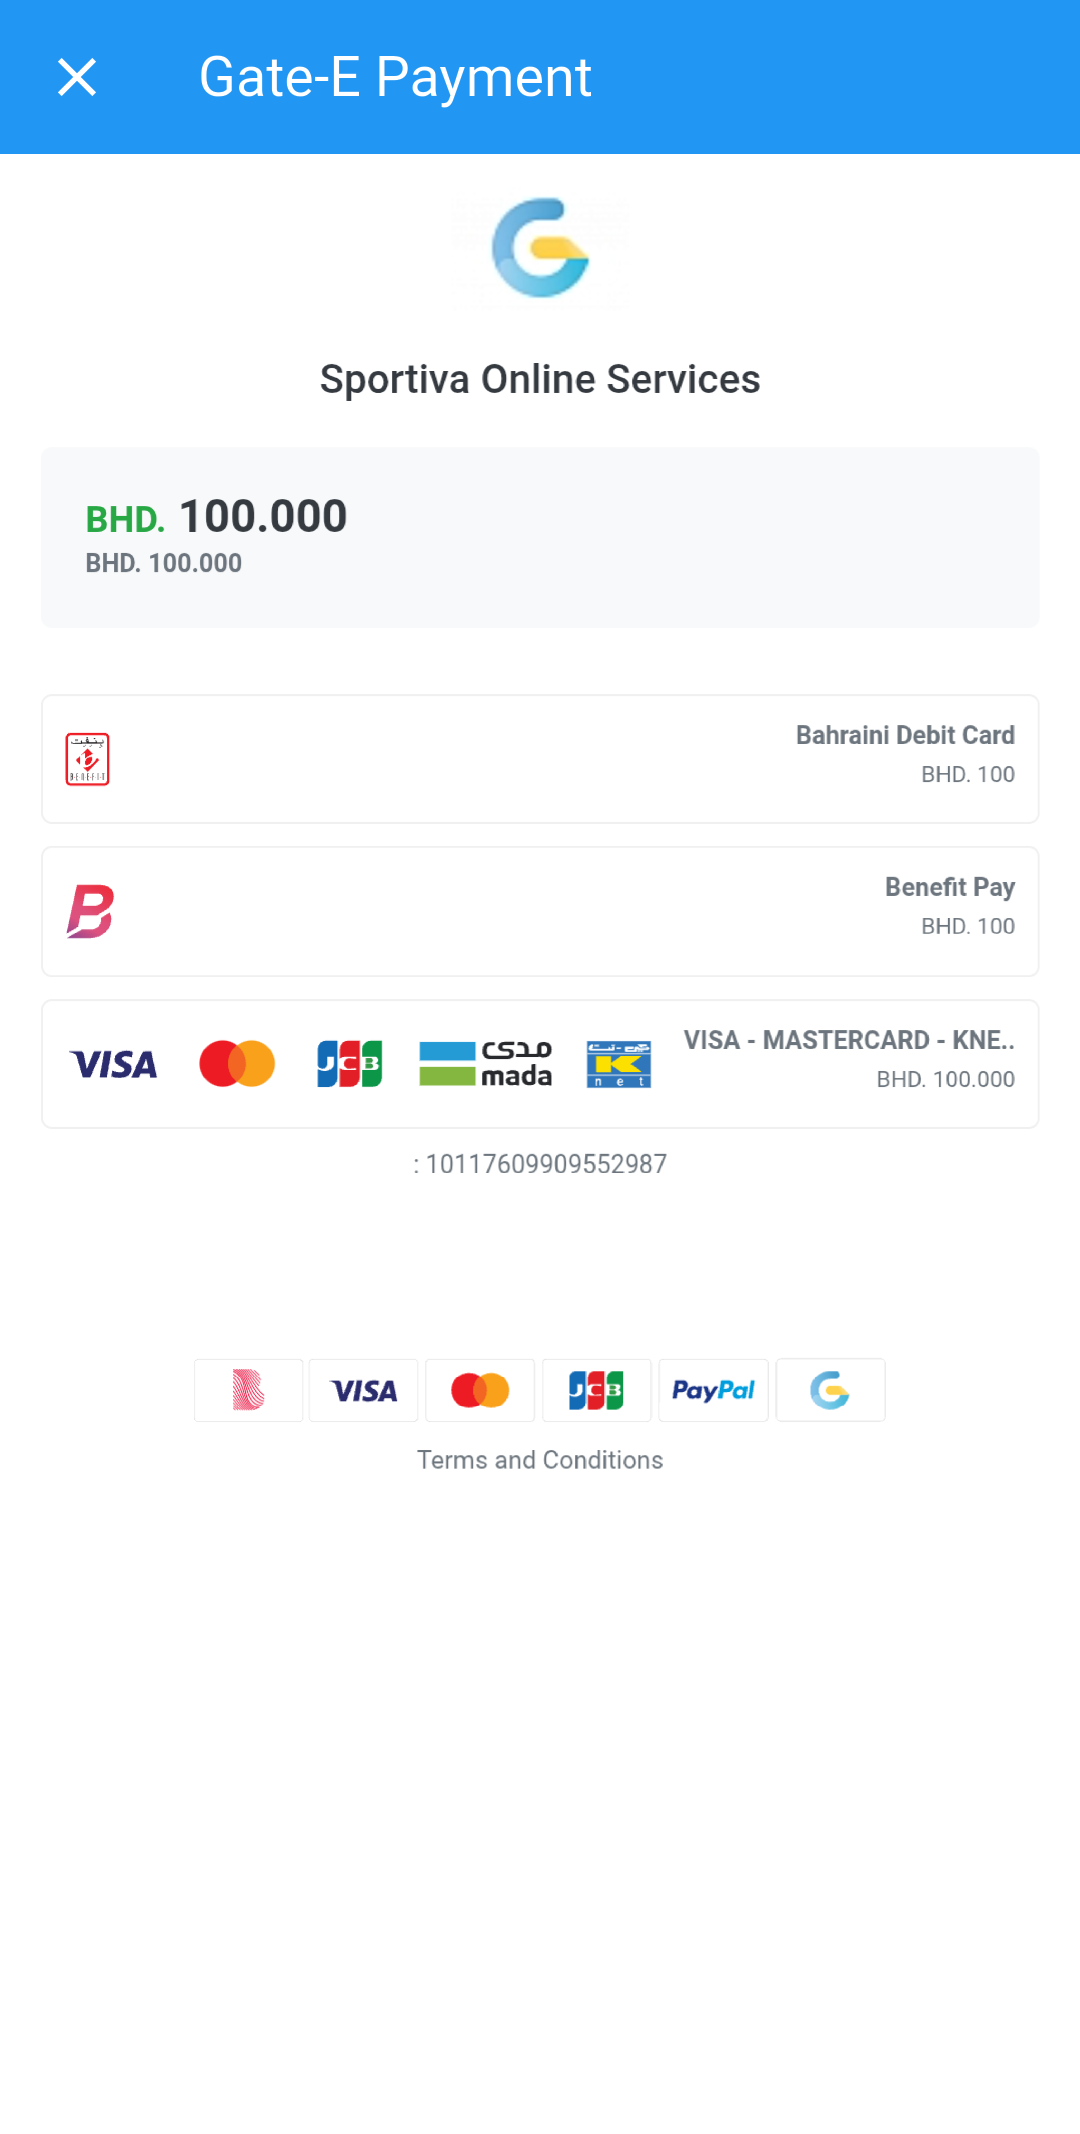 Gate-E Payment
Sportiva Online Services
BHD. 100.000
BHD. 100.000
بنفت
BENEFIT
Bahraini Debit Card
BHD. 100
Benefit Pay
BHD. 100
VISA
JCB
مدى
mada
كي-نت
K
net
VISA - MASTERCARD - KNE..
BHD. 100.000
: 10117609909552987
VISA
JCB
PayPal
Terms and Conditions